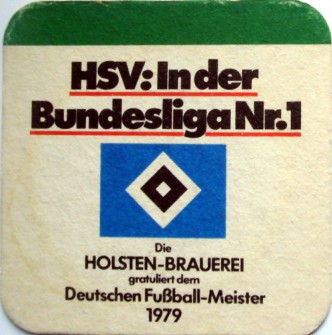 HSV: In der
Bundesliga Nr. 1
Die
HOLSTEN-BRAUEREI
gratuliert dem
Deutschen Fußball-Meister
1979